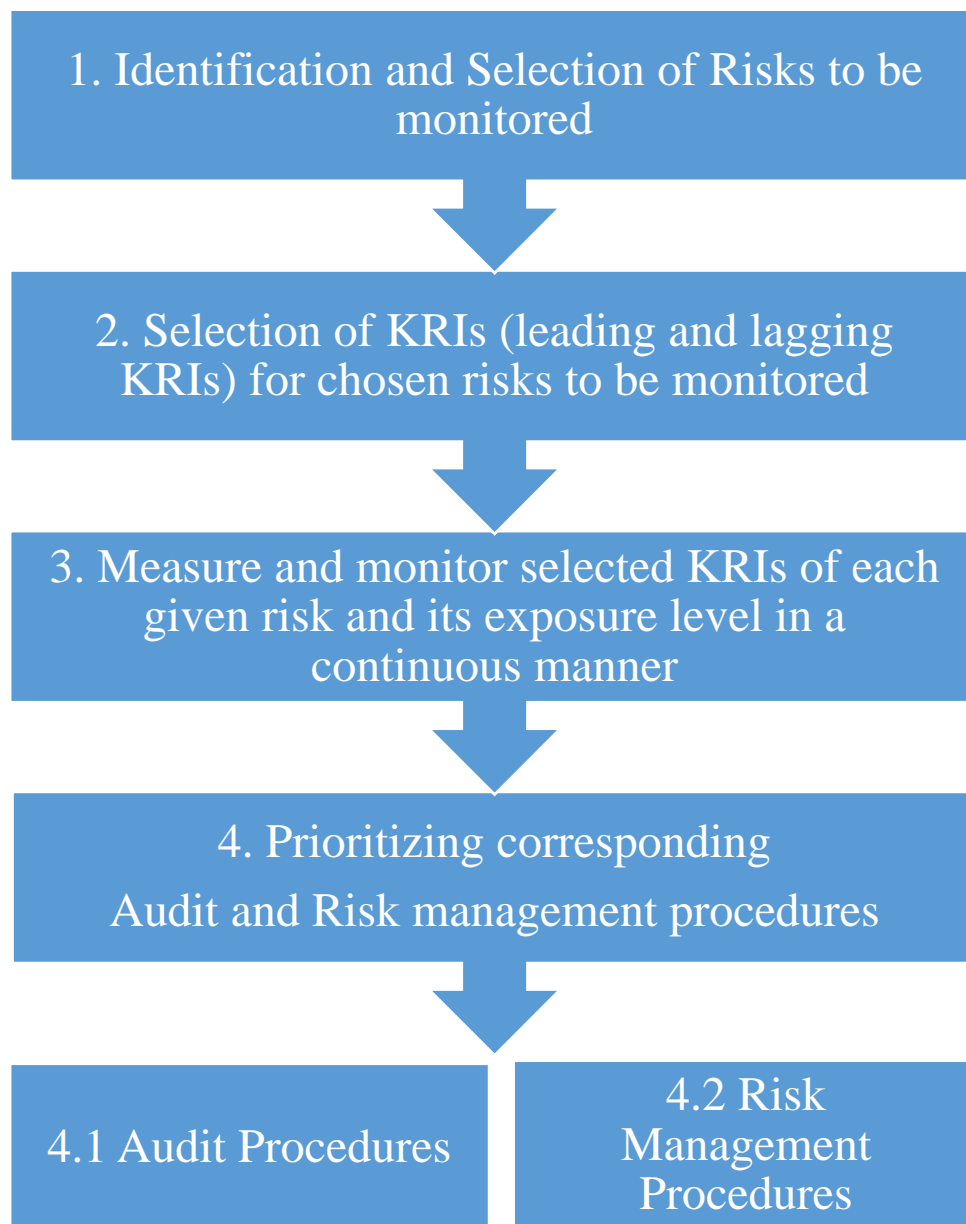 1. Identification and Selection of Risks to be
monitored
2. Selection of KRIs (leading and lagging
KRIs) for chosen risks to be monitored
3. Measure and monitor selected KRIs of each
given risk and its exposure level in a
continuous manner
4. Prioritizing corresponding
Audit and Risk management procedures
4.1 Audit Procedures
4.2 Risk
Management
Procedures